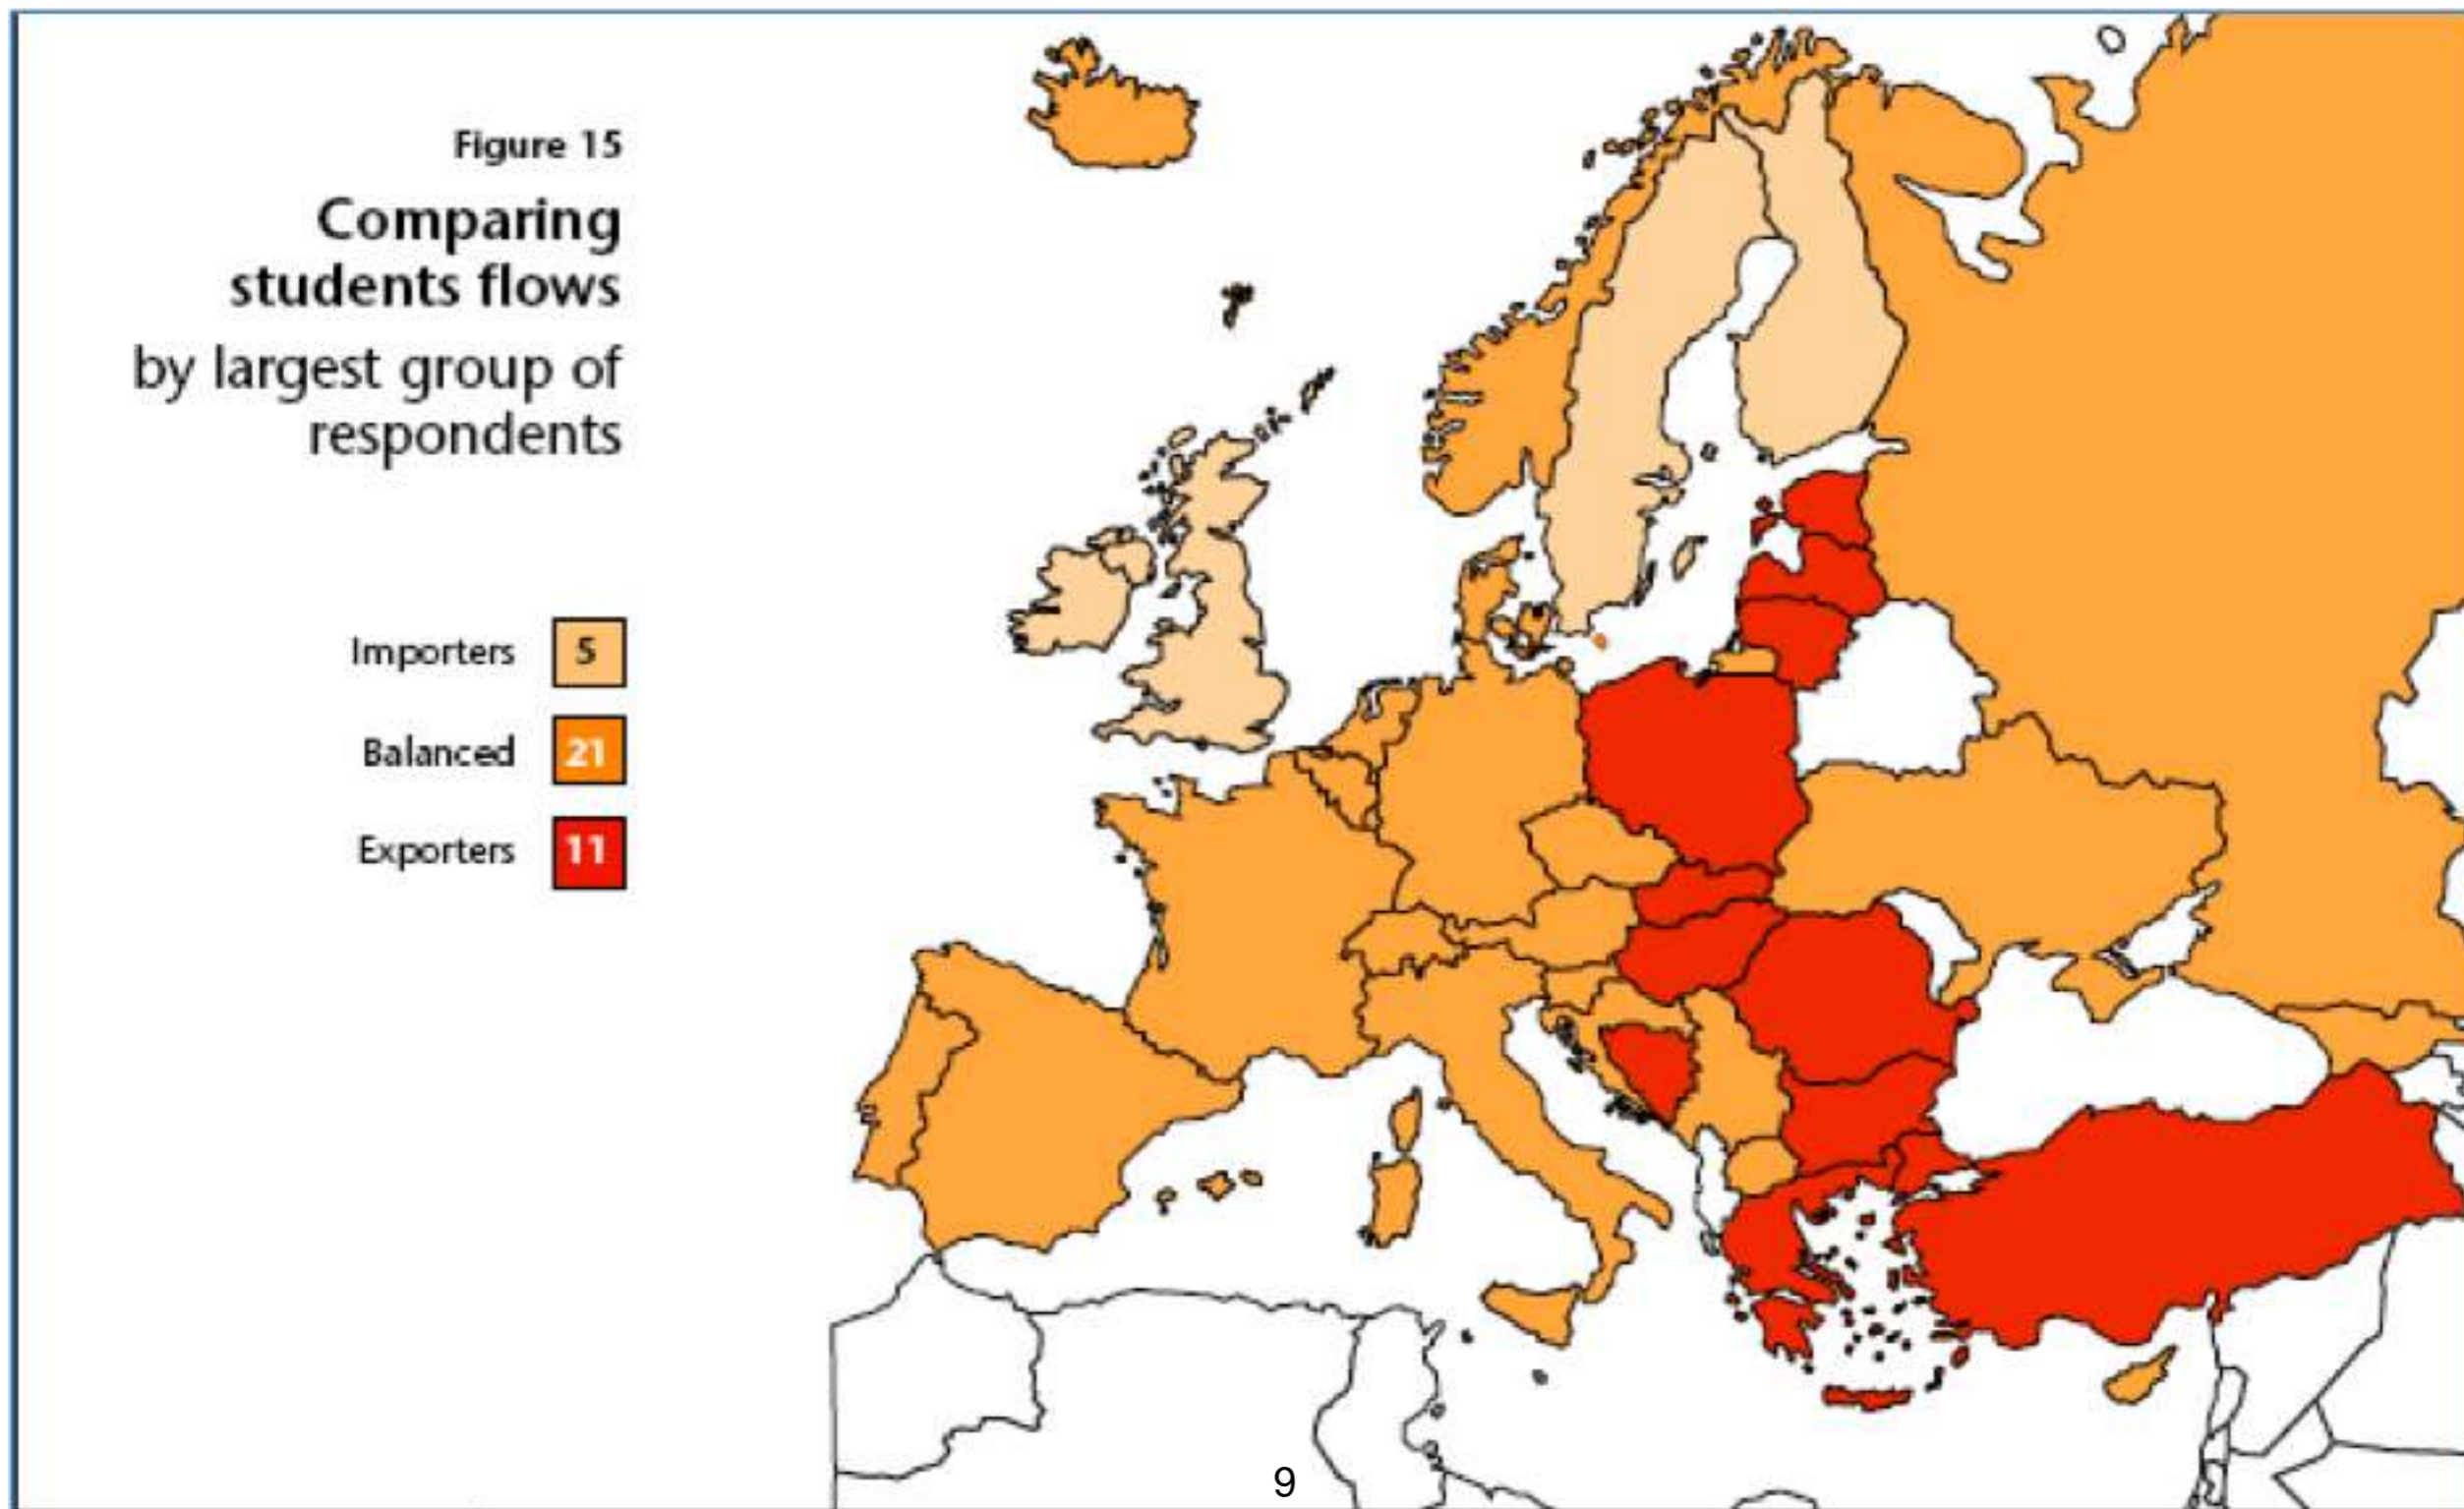 Figure 15
Comparing
students flows
by largest group of
respondents
Importers 5
Balanced 21
Exporters 11
9